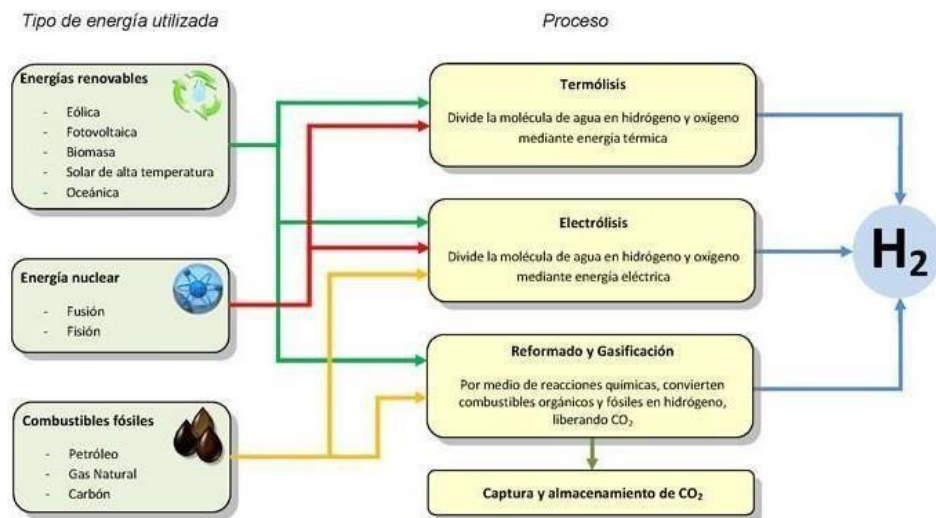 Tipo de energía utilizada
Proceso
Energías renovables
- Eólica
- Fotovoltaica
- Biomasa
- Solar de alta temperatura
- Oceánica
Energía nuclear
- Fusión
- Fisión
Combustibles fósiles
- Petróleo
- Gas Natural
- Carbón
Termólisis
Divide la molécula de agua en hidrógeno y oxigeno
mediante energía térmica
Electrólisis
Divide la molécula de agua en hidrógeno y oxigeno
mediante energía eléctrica
Reformado y Gasificación
Por medio de reacciones químicas, convierten
combustibles orgánicos y fósiles en hidrógeno,
liberando CO₂
Captura y almacenamiento de CO₂
H₂